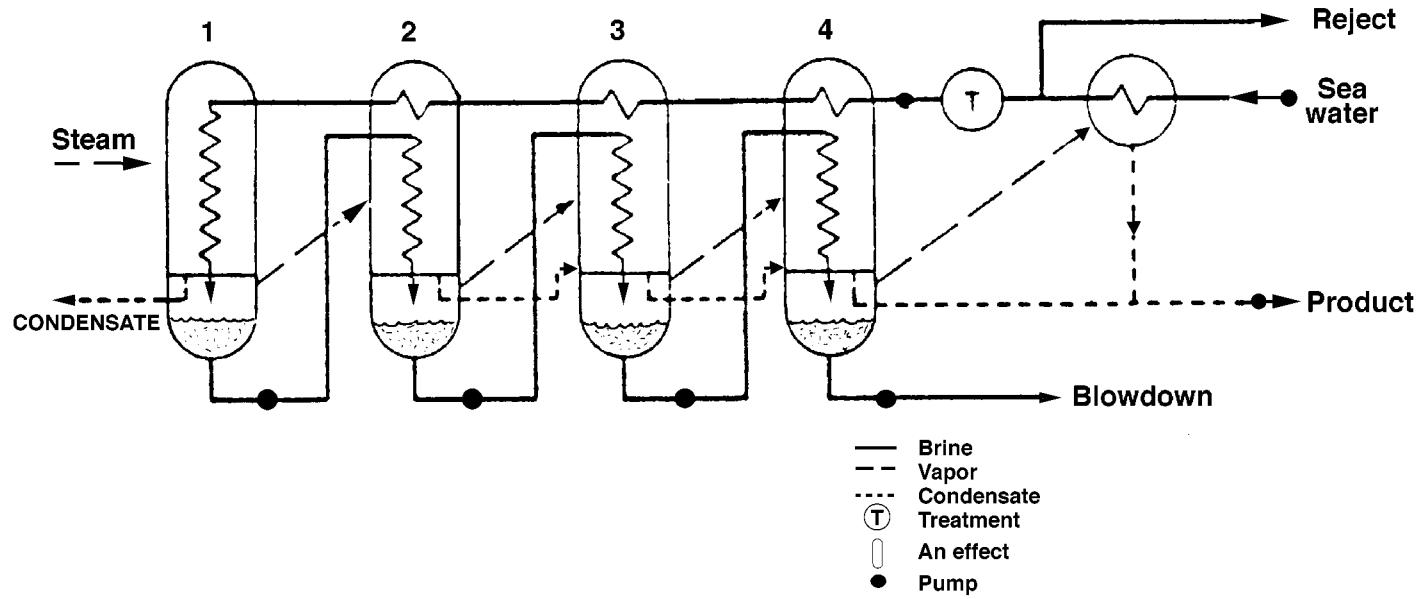 1
2
3
4
Reject
Sea
water
T
Steam
CONDENSATE
Product
Blowdown
Brine
Vapor
Condensate
T
Treatment
An effect
Pump